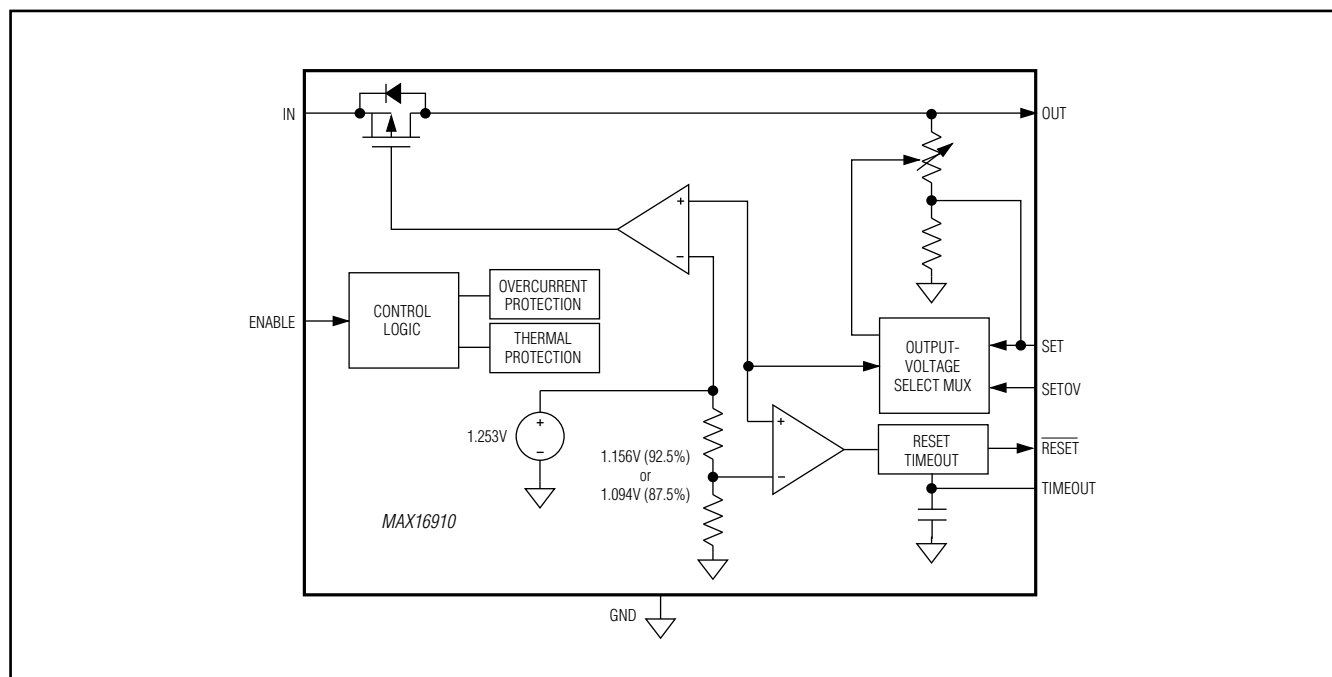 IN
OUT
+
−
ENABLE
CONTROL
LOGIC
OVERCURRENT
PROTECTION
THERMAL
PROTECTION
OUTPUT-
VOLTAGE
SELECT MUX
SET
SETOV
1.253V
+
−
1.156V (92.5%)
or
1.094V (87.5%)
+
−
RESET
TIMEOUT
RESET
TIMEOUT
MAX16910
GND